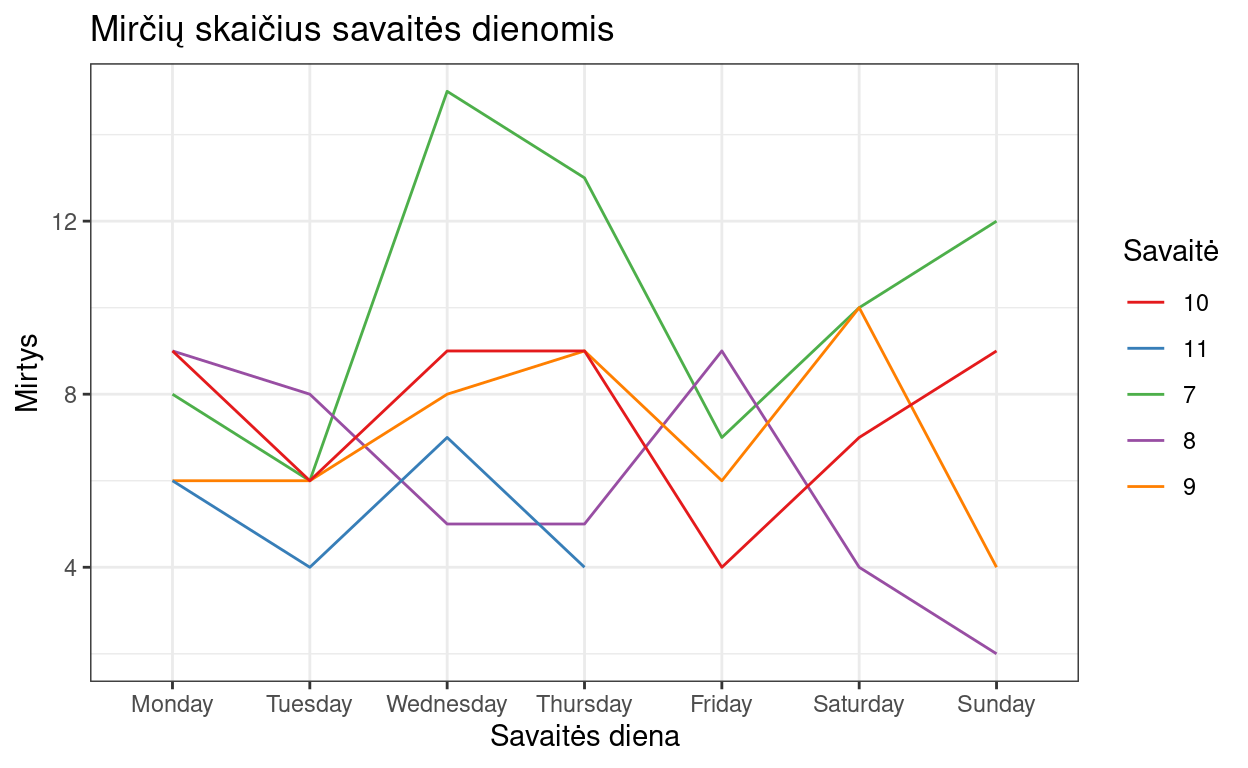 Mirčių skaičius savaitės dienomis
Mirtys
12
8
4
Monday Tuesday Wednesday Thursday Friday Saturday Sunday
Savaitės diena
Savaitė
10
11
7
8
9